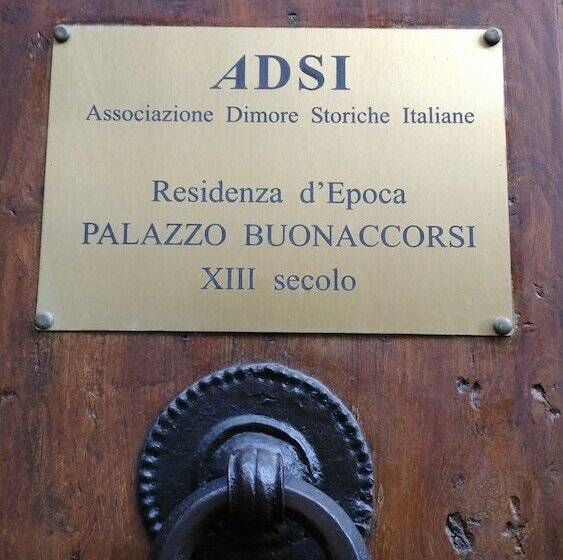 ADSI
Associazione Dimore Storiche Italiane
Residenza d'Epoca
PALAZZO BUONACCORSI
XIII secolo